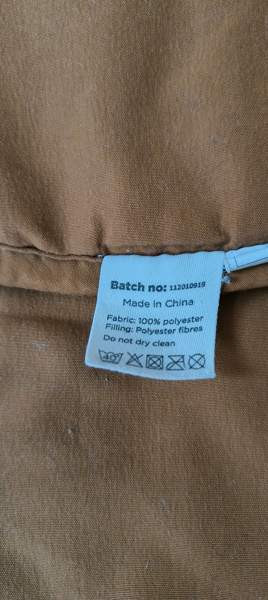 Batch no: 112010919
Made in China
Fabric: 100% polyester
Filling: Polyester fibres
Do not dry clean